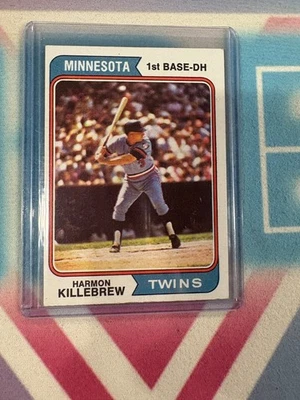 MINNESOTA 1st BASE-DH
HARMON
KILLEBREW TWINS